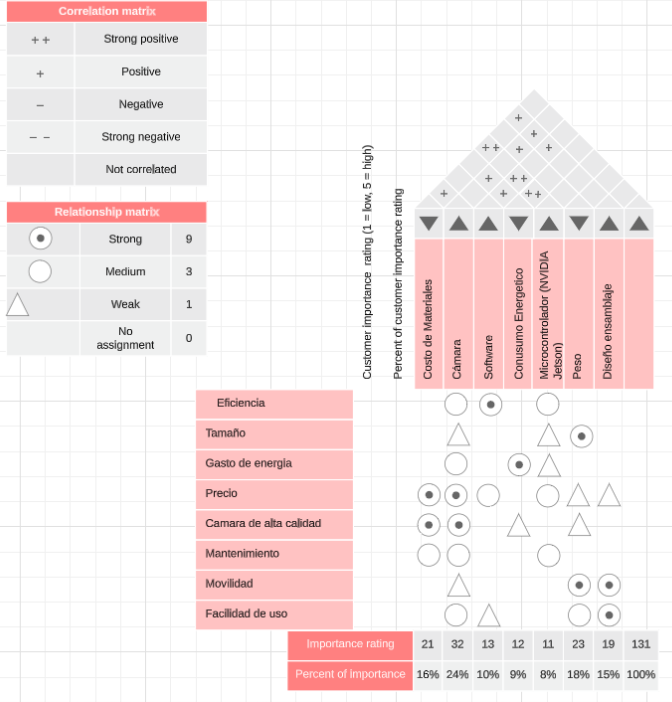 Correlation matrix
++ Strong positive
+ Positive
− Negative
− − Strong negative
Not correlated
Relationship matrix
Strong 9
Medium 3
Weak 1
No
assignment 0
+
+
++ + +
+ ++
+ + ++
Customer importance rating (1 = low, 5 = high)
Percent of customer importance rating
Costo de Materiales
Cámara
Software
Conusumo Energetico
Microcontrolador (NVIDIA
Jetson)
Peso
Diseño ensamblaje
Eficiencia
Tamaño
Gasto de energía
Precio
Camara de alta calidad
Mantenimiento
Movilidad
Facilidad de uso
Importance rating 21 32 13 12 11 23 19 131
Percent of importance 16% 24% 10% 9% 8% 18% 15% 100%